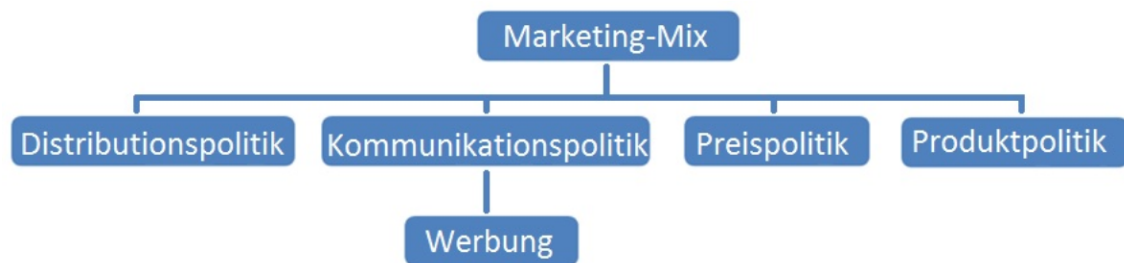 Marketing-Mix
Distributionspolitik
Kommunikationspolitik
Preispolitik
Produktpolitik
Werbung